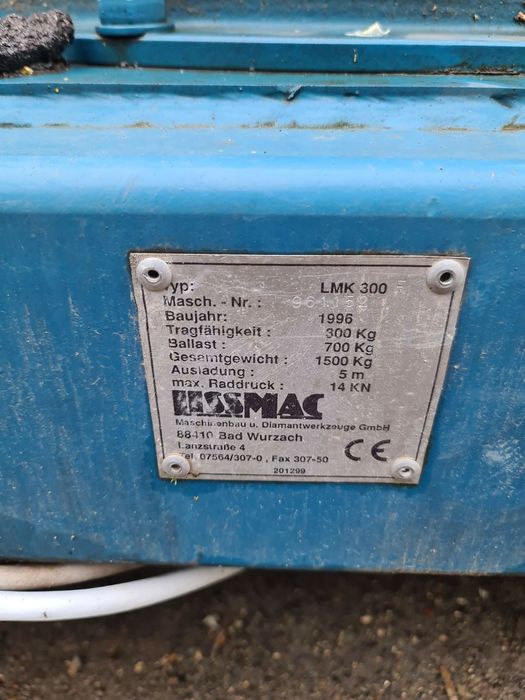 Typ: LMK 300
Masch. - Nr. :
Baujahr: 1996
Tragfähigkeit : 300 Kg
Ballast : 700 Kg
Gesamtgewicht : 1500 Kg
Ausladung : 5 m
max. Raddruck : 14 KN
LISSMAC
Maschinenbau u. Diamantwerkzeuge GmbH
88410 Bad Wurzach
Lanzstraße 4
Tel. 07564/307-0 , Fax 307-50
CE
201299